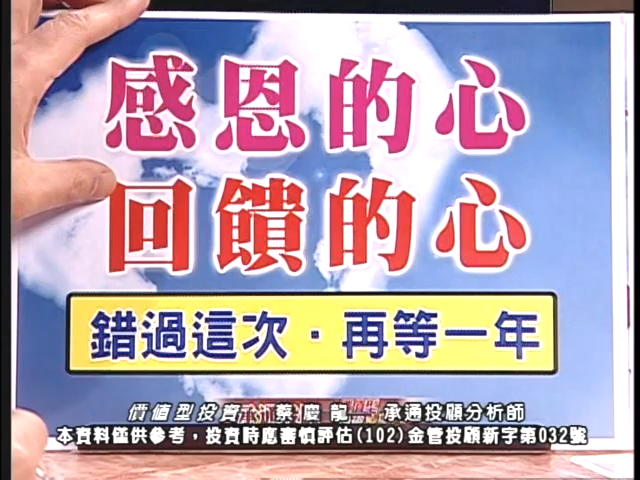 感恩的心
回饋的心
錯過這次・再等一年
價值型投資 蔡慶龍 承通投顧分析師
本資料僅供參考，投資時應審慎評估(102)金管投顧新字第032號